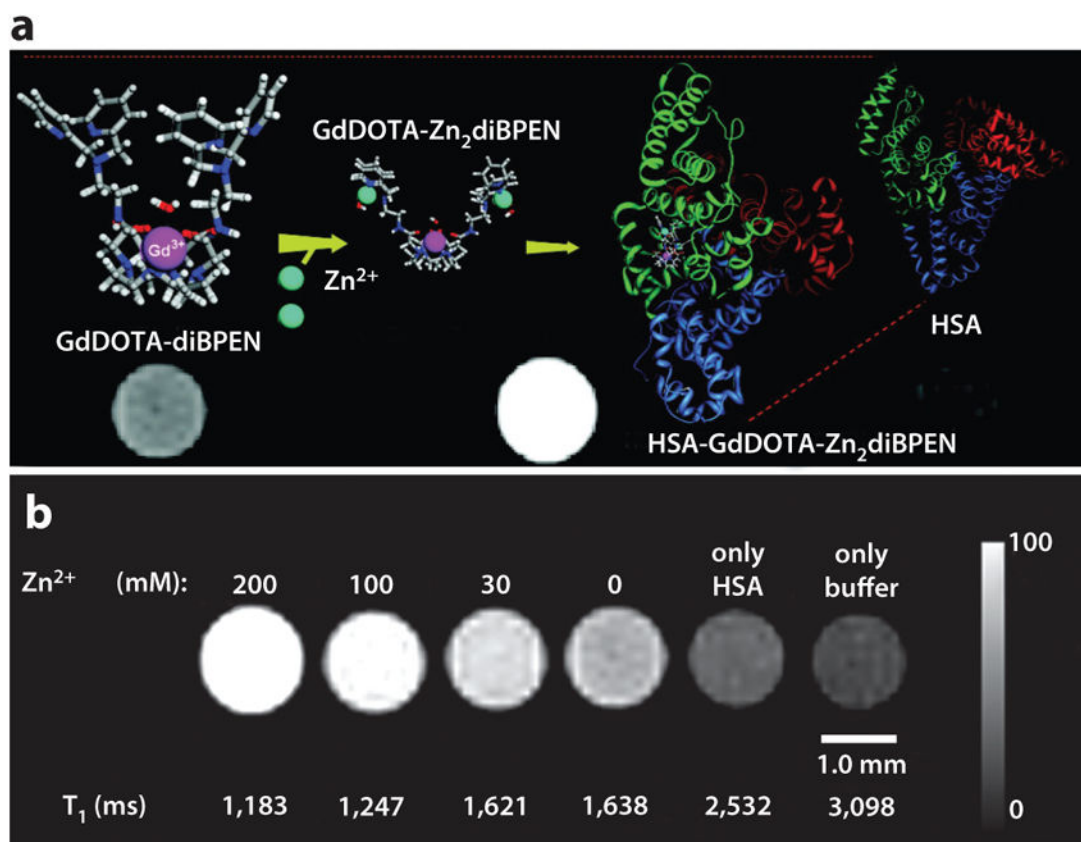 a
GdDOTA-Zn₂diBPEN
Gd³⁺
Zn²⁺
GdDOTA-diBPEN
HSA
HSA-GdDOTA-Zn₂diBPEN
b
only only 100
Zn²⁺ (mM): 200 100 30 0 HSA buffer
1.0 mm
T₁ (ms) 1,183 1,247 1,621 1,638 2,532 3,098 0